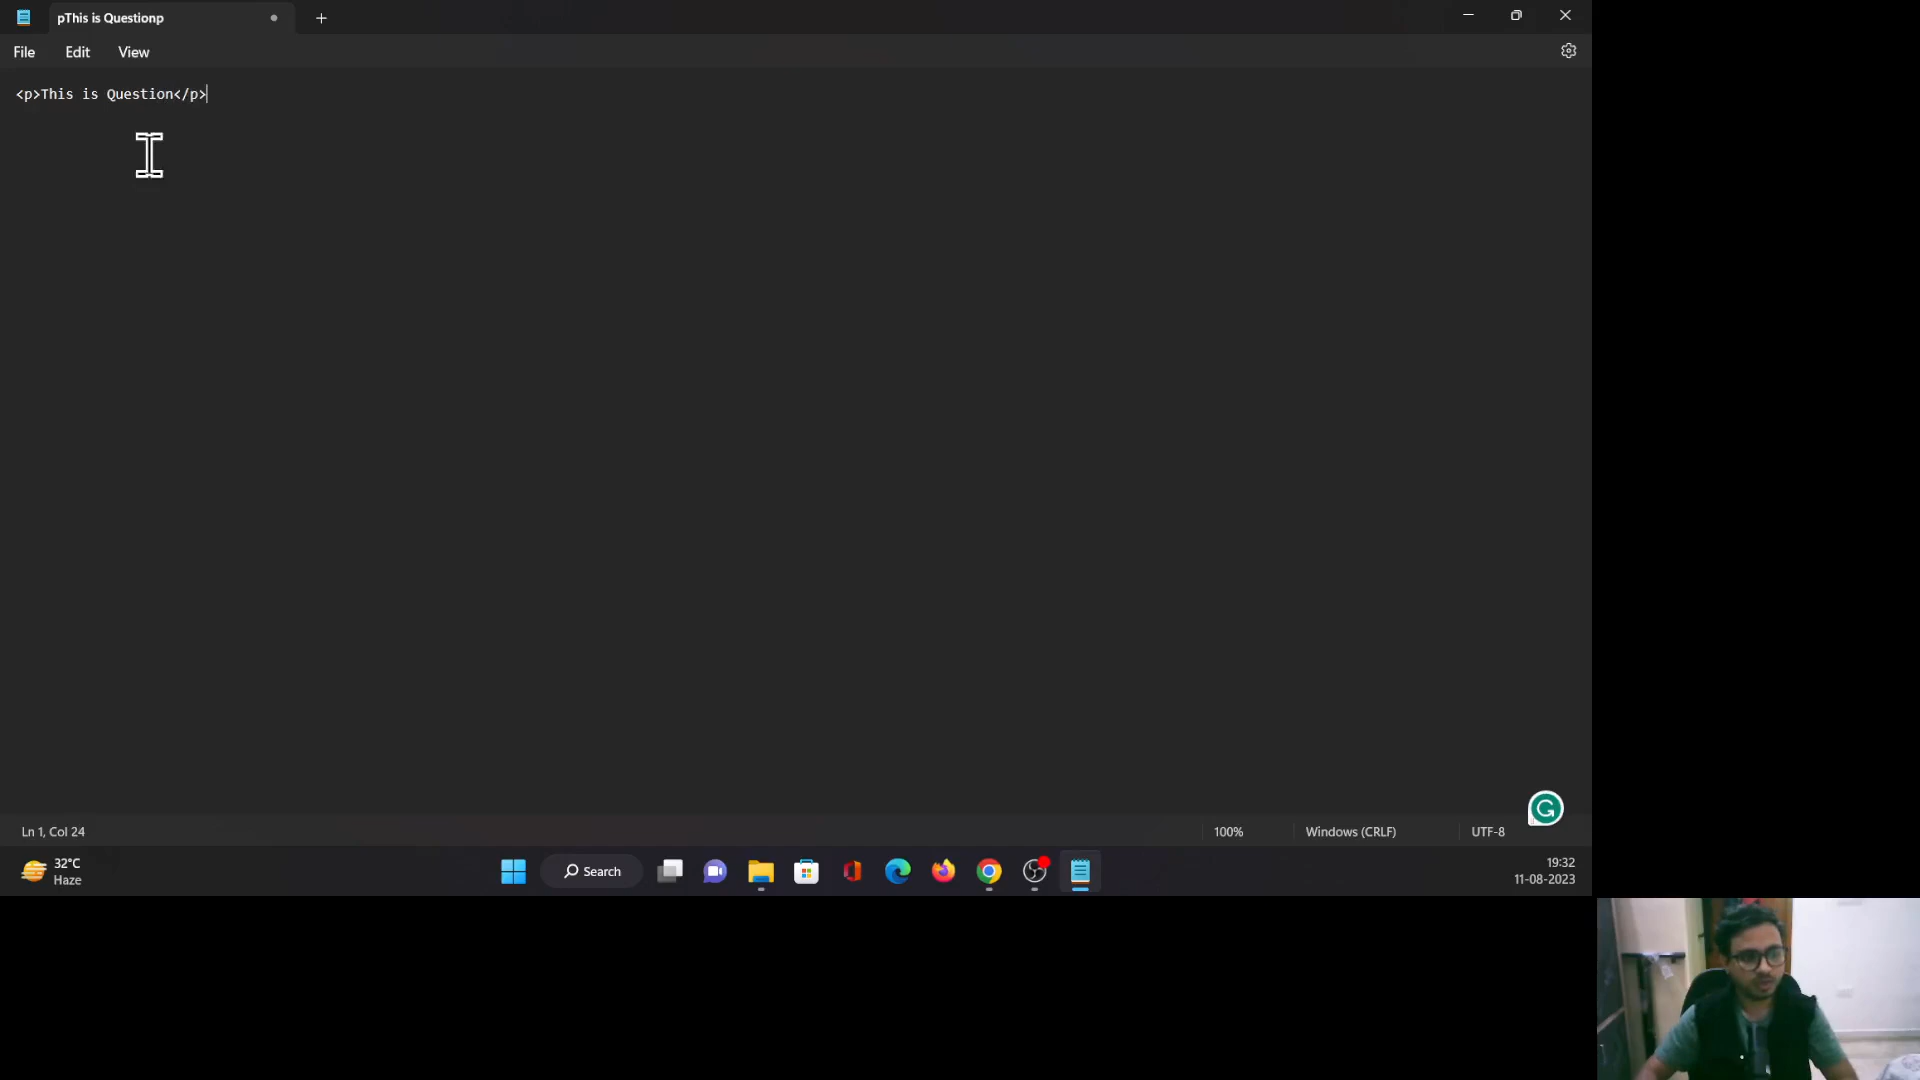 pThis is Questionp
File Edit View
<p>This is Question</p>
Ln 1, Col 24
100%
Windows (CRLF)
UTF-8
32°C
Haze
Search
19:32
11-08-2023